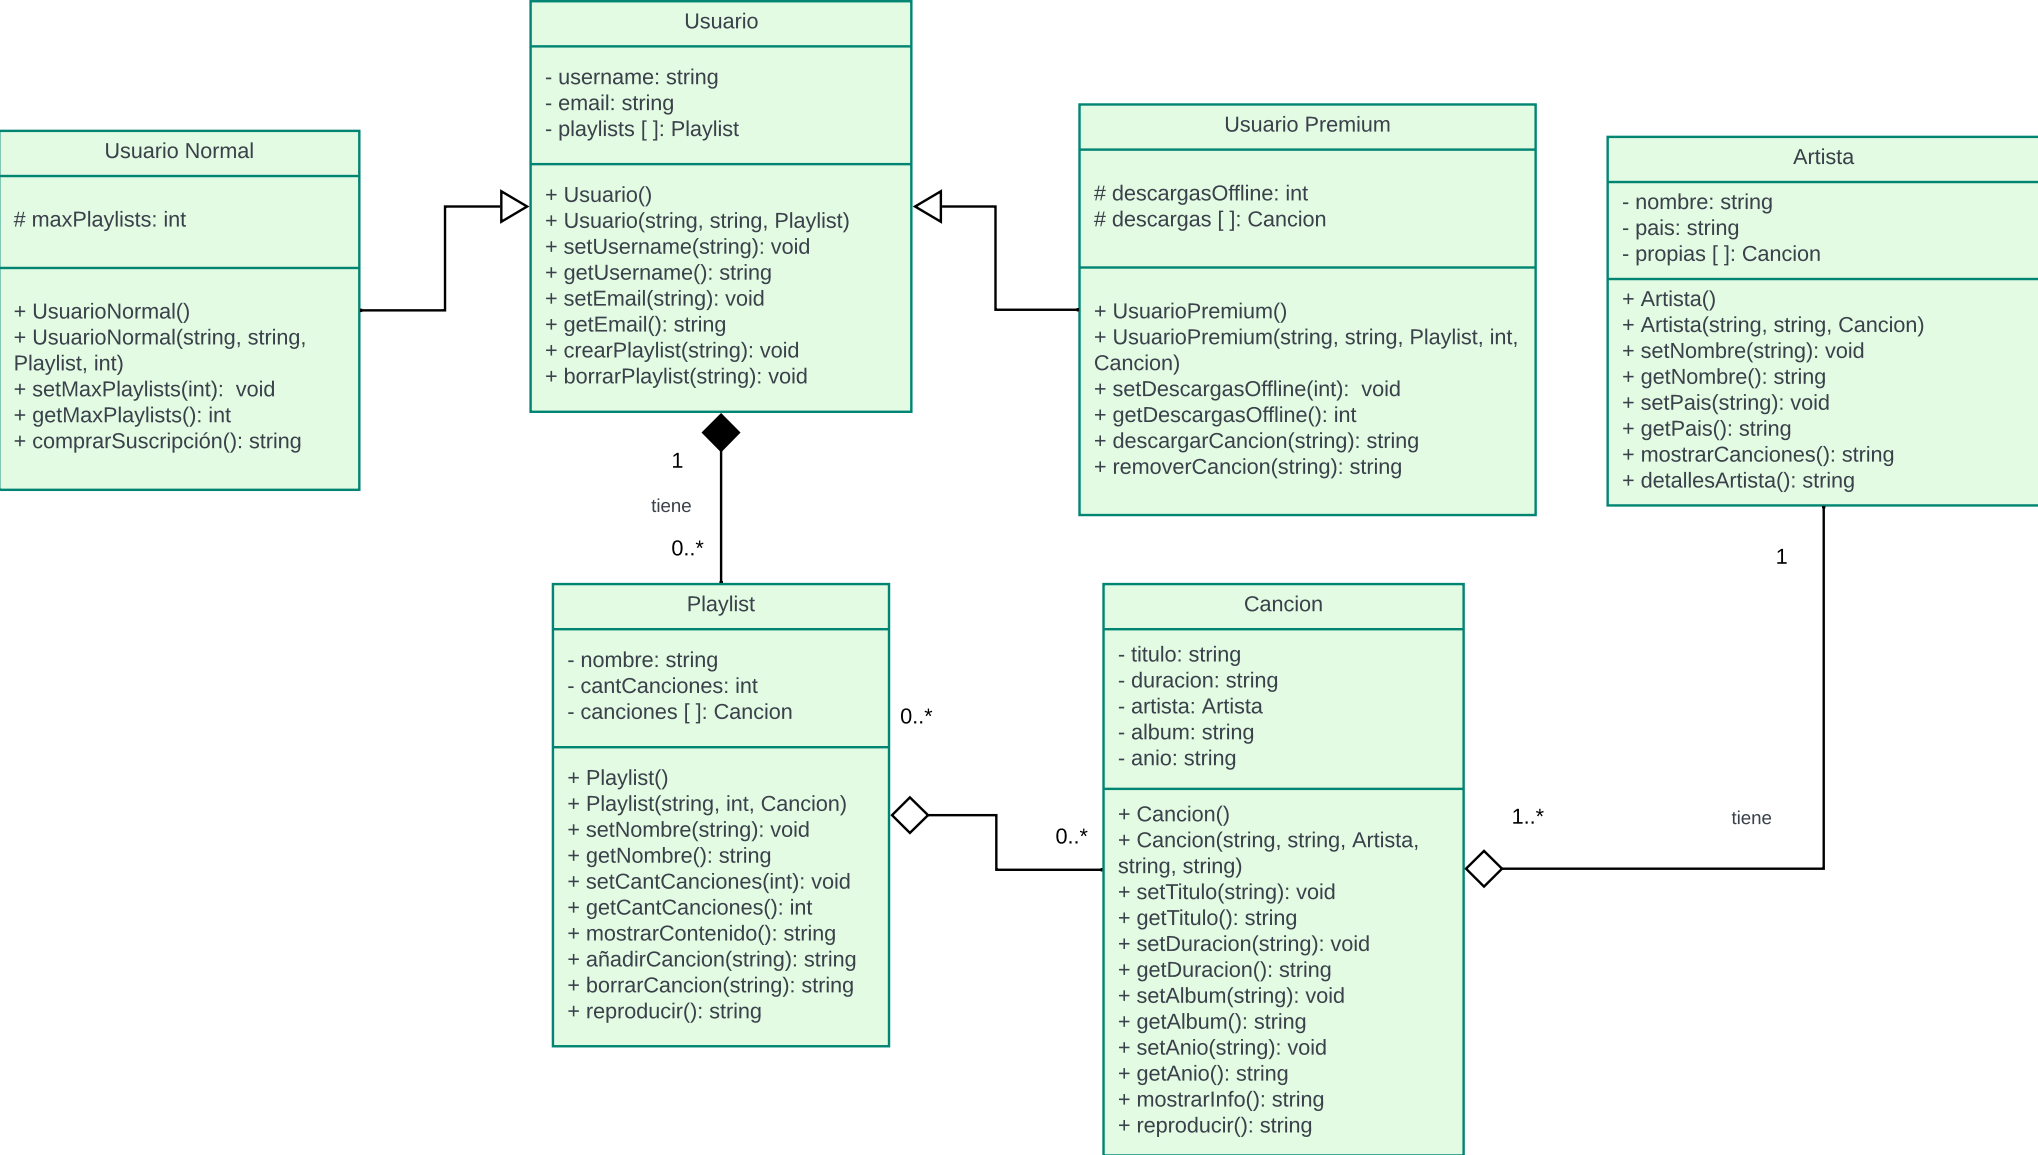 Usuario
- username: string
- email: string
- playlists [ ]: Playlist
+ Usuario()
+ Usuario(string, string, Playlist)
+ setUsername(string): void
+ getUsername(): string
+ setEmail(string): void
+ getEmail(): string
+ crearPlaylist(string): void
+ borrarPlaylist(string): void
Usuario Normal
# maxPlaylists: int
+ UsuarioNormal()
+ UsuarioNormal(string, string,
Playlist, int)
+ setMaxPlaylists(int):  void
+ getMaxPlaylists(): int
+ comprarSuscripción(): string
Usuario Premium
# descargasOffline: int
# descargas [ ]: Cancion
+ UsuarioPremium()
+ UsuarioPremium(string, string, Playlist, int,
Cancion)
+ setDescargasOffline(int):  void
+ getDescargasOffline(): int
+ descargarCancion(string): string
+ removerCancion(string): string
Artista
- nombre: string
- pais: string
- propias [ ]: Cancion
+ Artista()
+ Artista(string, string, Cancion)
+ setNombre(string): void
+ getNombre(): string
+ setPais(string): void
+ getPais(): string
+ mostrarCanciones(): string
+ detallesArtista(): string
1
tiene
0..*
1
Playlist
- nombre: string
- cantCanciones: int
- canciones [ ]: Cancion
+ Playlist()
+ Playlist(string, int, Cancion)
+ setNombre(string): void
+ getNombre(): string
+ setCantCanciones(int): void
+ getCantCanciones(): int
+ mostrarContenido(): string
+ añadirCancion(string): string
+ borrarCancion(string): string
+ reproducir(): string
0..*
0..*
Cancion
- titulo: string
- duracion: string
- artista: Artista
- album: string
- anio: string
+ Cancion()
+ Cancion(string, string, Artista,
string, string)
+ setTitulo(string): void
+ getTitulo(): string
+ setDuracion(string): void
+ getDuracion(): string
+ setAlbum(string): void
+ getAlbum(): string
+ setAnio(string): void
+ getAnio(): string
+ mostrarInfo(): string
+ reproducir(): string
1..*
tiene